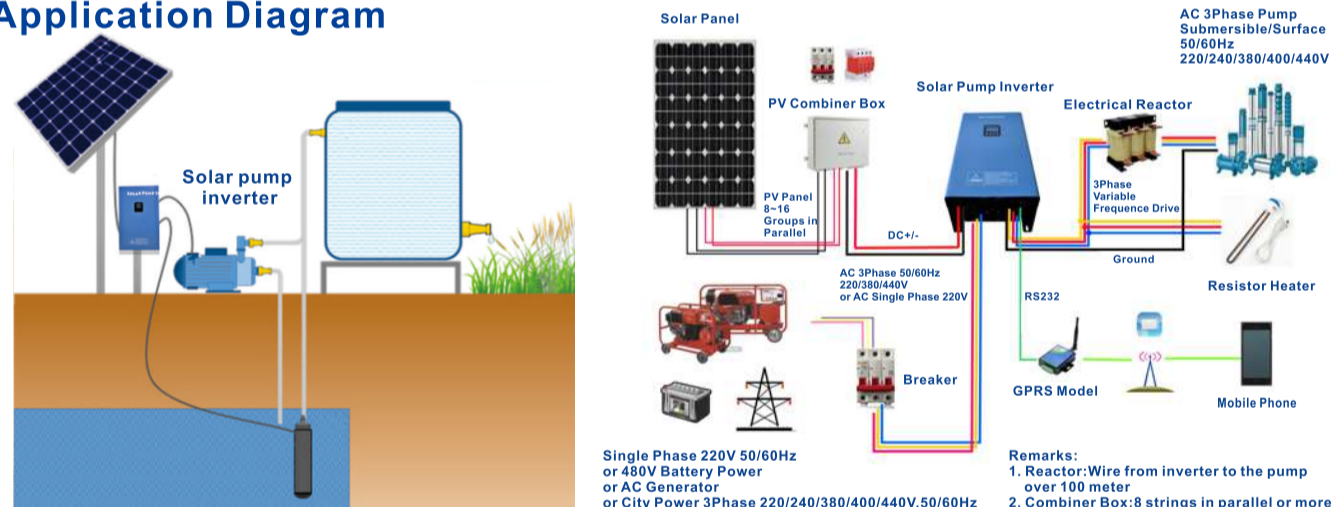 Application Diagram
Solar pump
inverter
Solar Panel
PV Combiner Box
PV Panel
8~16
Groups in
Parallel
DC+/-
Solar Pump Inverter
Electrical Reactor
AC 3Phase Pump
Submersible/Surface
50/60Hz
220/240/380/400/440V
3Phase
Variable
Frequence Drive
Ground
Resistor Heater
AC 3Phase 50/60Hz
220/380/440V
or AC Single Phase 220V
RS232
Breaker
GPRS Model
Mobile Phone
Single Phase 220V 50/60Hz
or 480V Battery Power
or AC Generator
or City Power 3Phase 220/240/380/400/440V,50/60Hz
Remarks:
1. Reactor:Wire from inverter to the pump
over 100 meter
2. Combiner Box:8 strings in parallel or more